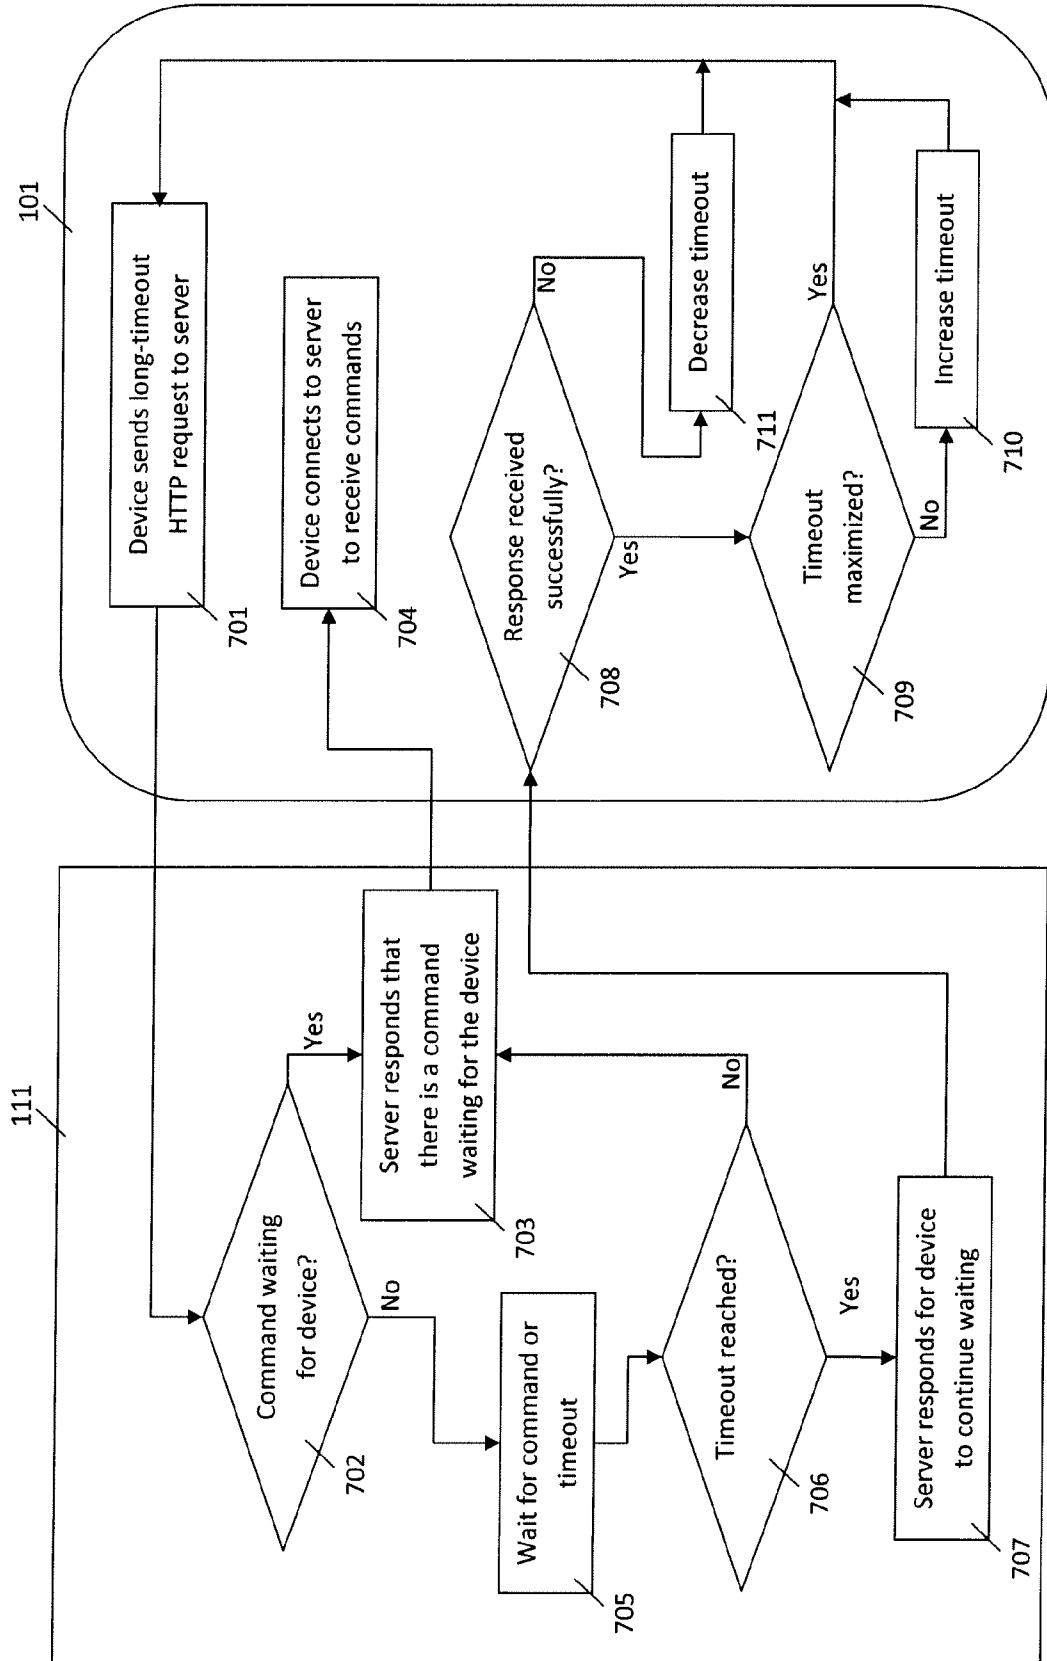 111
Command waiting
for device?
702
Yes
No
Server responds that
there is a command
waiting for the device
703
Wait for command or
timeout
705
Timeout reached?
706
No
Yes
Server responds for device
to continue waiting
707
101
Device sends long-timeout
HTTP request to server
701
Device connects to server
to receive commands
704
Response received
successfully?
708
No
Yes
Decrease timeout
711
Timeout
maximized?
709
Yes
No
Increase timeout
710